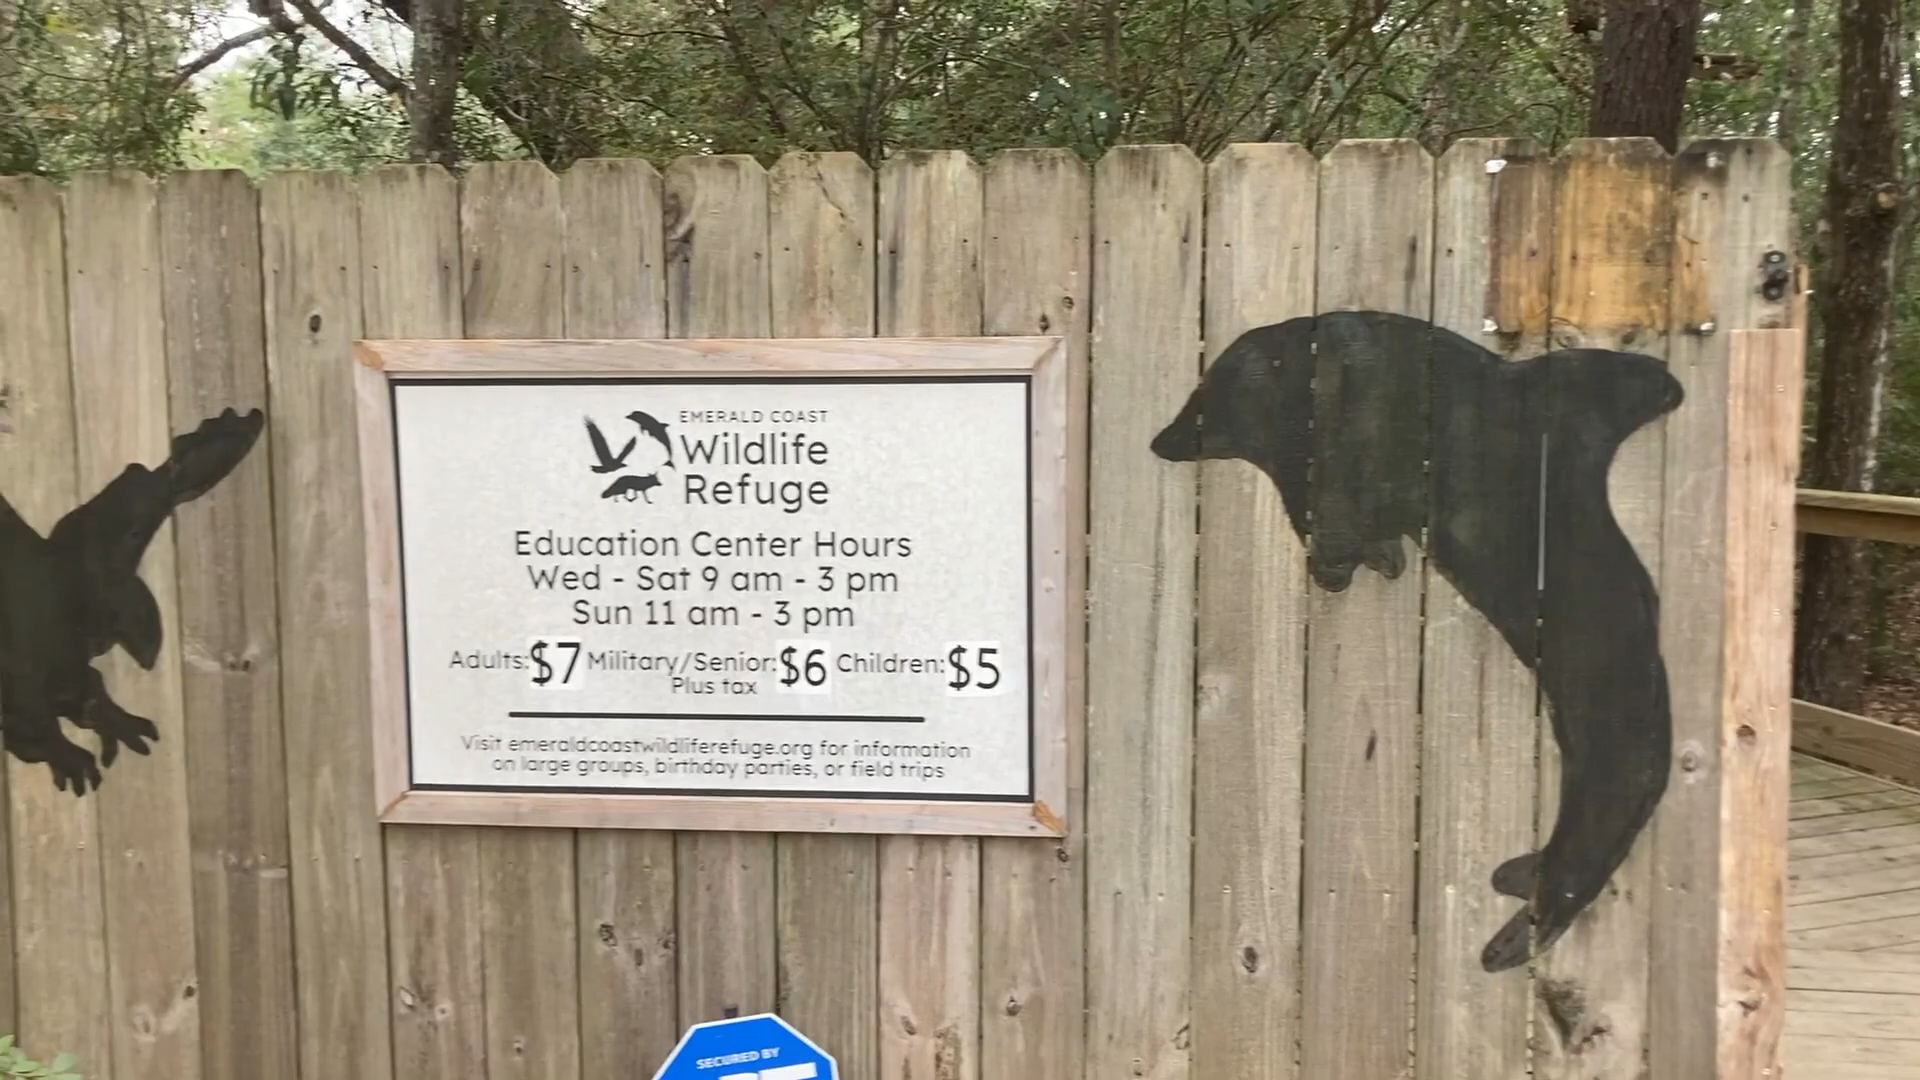 EMERALD COAST
Wildlife
Refuge
Education Center Hours
Wed - Sat 9 am - 3 pm
Sun 11 am - 3 pm
Adults: $7 Military/Senior: $6 Children: $5
Plus tax
Visit emeraldcoastwildliferefuge.org for information
on large groups, birthday parties, or field trips
SECURED BY